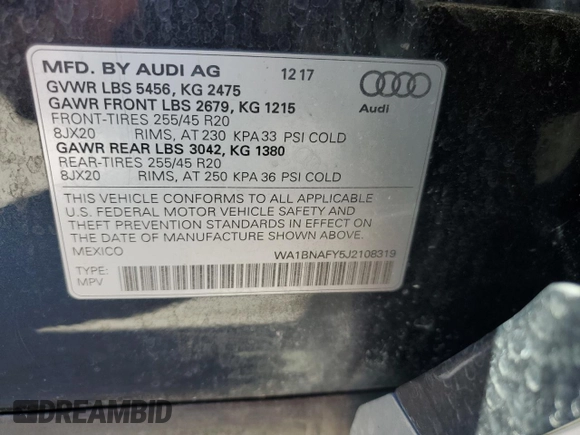 MFD. BY AUDI AG 12 17
GVWR LBS 5456, KG 2475
GAWR FRONT LBS 2679, KG 1215
FRONT-TIRES 255/45 R20
8JX20 RIMS, AT 230 KPA 33 PSI COLD
GAWR REAR LBS 3042, KG 1380
REAR-TIRES 255/45 R20
8JX20 RIMS, AT 250 KPA 36 PSI COLD
Audi
THIS VEHICLE CONFORMS TO ALL APPLICABLE
U.S. FEDERAL MOTOR VEHICLE SAFETY AND
THEFT PREVENTION STANDARDS IN EFFECT ON
THE DATE OF MANUFACTURE SHOWN ABOVE.
MEXICO WA1BNAFY5J2108319
TYPE:
MPV
DREAMBID